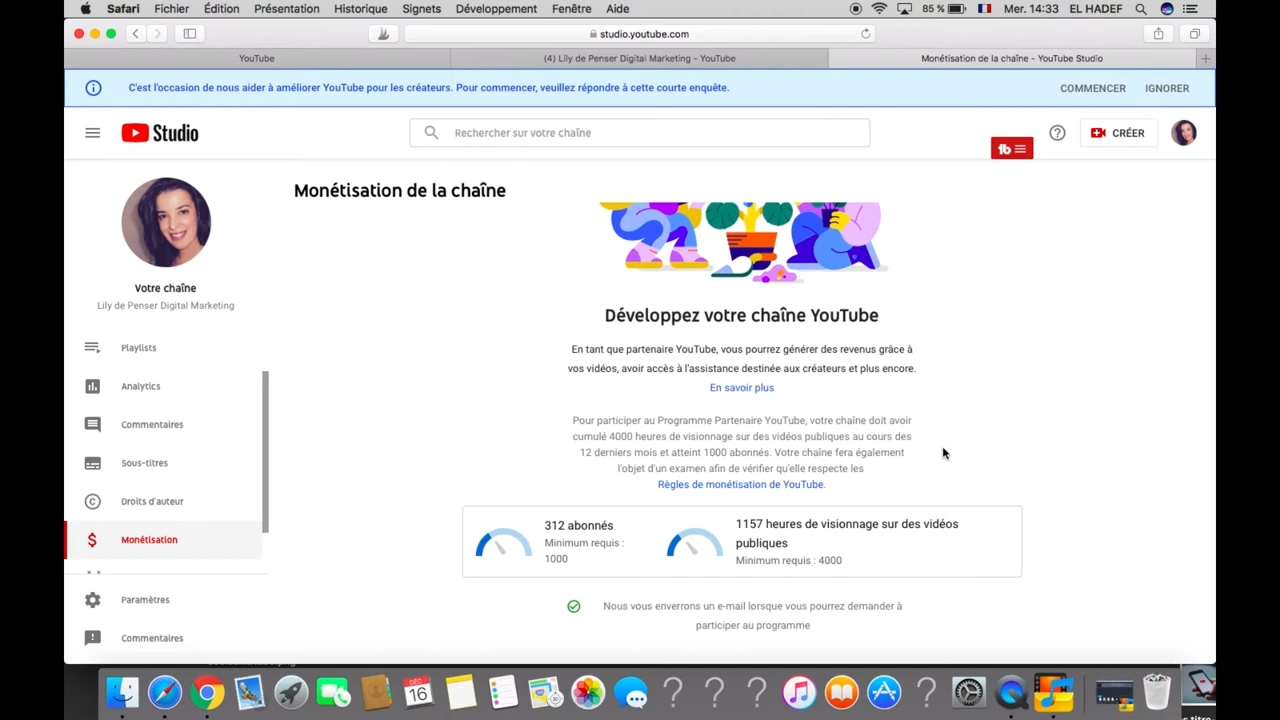 Safari Fichier Édition Présentation Historique Signets Développement Fenêtre Aide 85 % Mer. 14:33 EL HADEF
studio.youtube.com
YouTube (4) Lily de Penser Digital Marketing - YouTube Monétisation de la chaîne - YouTube Studio
C'est l'occasion de nous aider à améliorer YouTube pour les créateurs. Pour commencer, veuillez répondre à cette courte enquête. COMMENCER IGNORER
Studio Rechercher sur votre chaîne CRÉER
Monétisation de la chaîne
Votre chaîne
Lily de Penser Digital Marketing
Playlists
Analytics
Commentaires
Sous-titres
Droits d'auteur
Monétisation
Paramètres
Commentaires
Développez votre chaîne YouTube
En tant que partenaire YouTube, vous pourrez générer des revenus grâce à
vos vidéos, avoir accès à l'assistance destinée aux créateurs et plus encore.
En savoir plus
Pour participer au Programme Partenaire YouTube, votre chaîne doit avoir
cumulé 4000 heures de visionnage sur des vidéos publiques au cours des
12 derniers mois et atteint 1000 abonnés. Votre chaîne fera également
l'objet d'un examen afin de vérifier qu'elle respecte les
Règles de monétisation de YouTube.
312 abonnés
Minimum requis :
1000
1157 heures de visionnage sur des vidéos
publiques
Minimum requis : 4000
Nous vous enverrons un e-mail lorsque vous pourrez demander à
participer au programme
DÉC
16